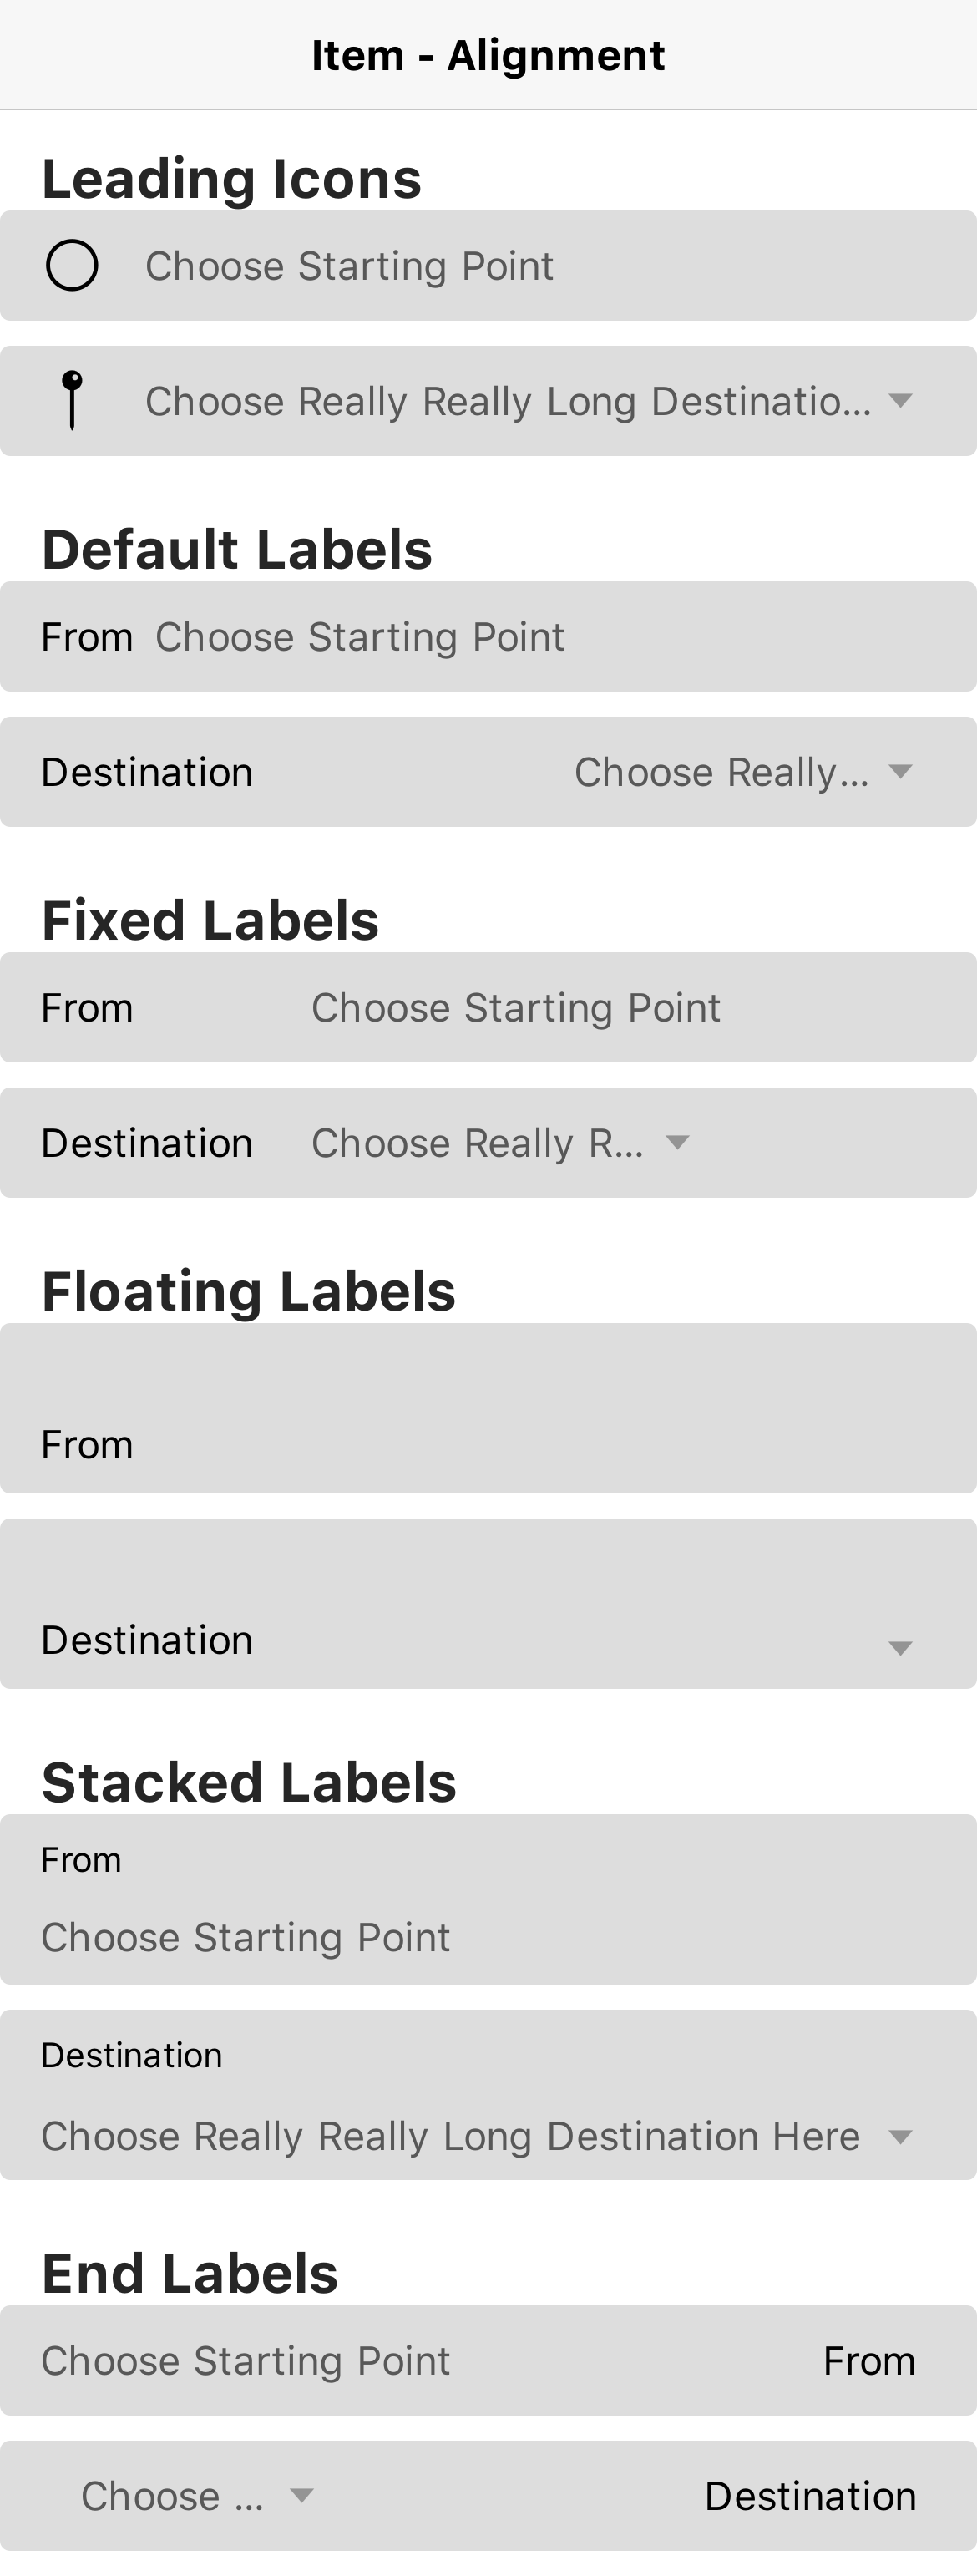 Item - Alignment
Leading Icons
Choose Starting Point
Choose Really Really Long Destinatio...
Default Labels
From Choose Starting Point
Destination Choose Really...
Fixed Labels
From Choose Starting Point
Destination Choose Really R...
Floating Labels
From
Destination
Stacked Labels
From
Choose Starting Point
Destination
Choose Really Really Long Destination Here
End Labels
Choose Starting Point From
Choose ... Destination